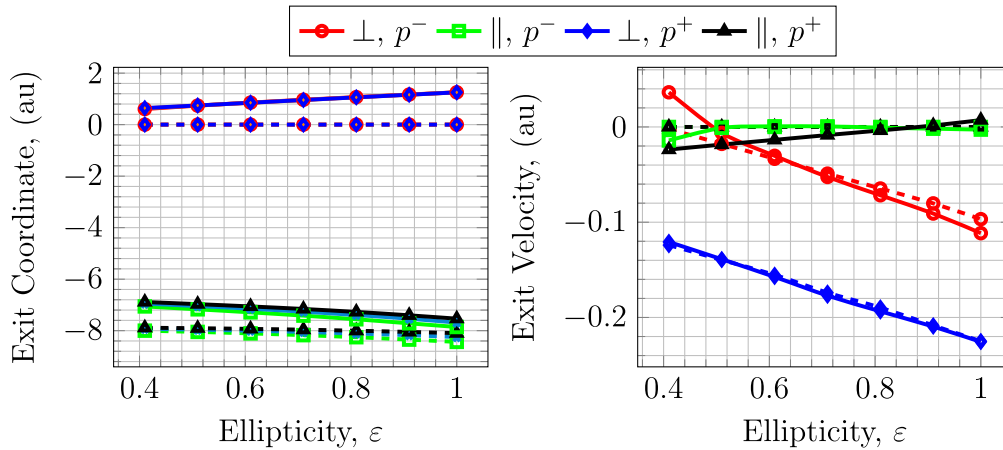 ⊥, p⁻ ∥, p⁻ ⊥, p⁺ ∥, p⁺
Exit Coordinate, (au)
2
0
−2
−4
−6
−8
0.4 0.6 0.8 1
Ellipticity, ε
Exit Velocity, (au)
0
−0.1
−0.2
0.4 0.6 0.8 1
Ellipticity, ε